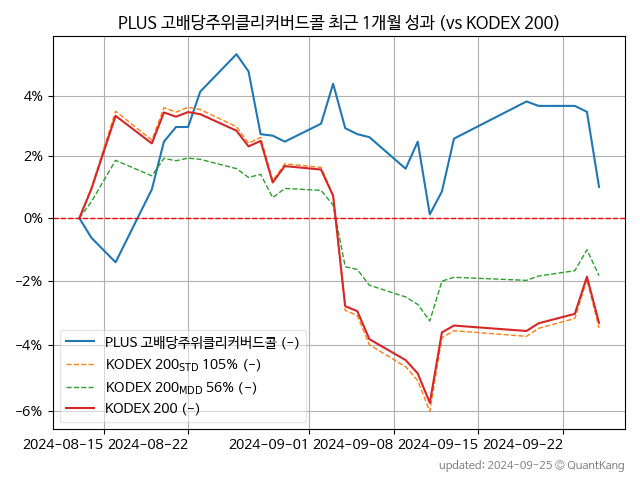 PLUS 고배당주위클리커버드콜 최근 1개월 성과 (vs KODEX 200)
4%
2%
0%
−2%
−4%
−6%
PLUS 고배당주위클리커버드콜 (−)
KODEX 200STD 105% (−)
KODEX 200MDD 56% (−)
KODEX 200 (−)
2024-08-15 2024-08-22 2024-09-01 2024-09-08 2024-09-15 2024-09-22
updated: 2024-09-25 © QuantKang